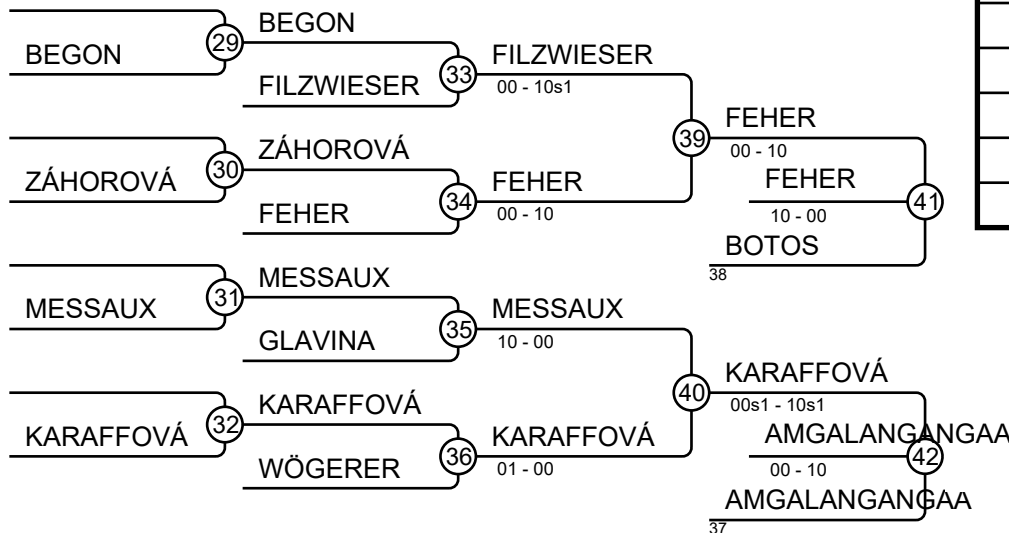 BEGON
29
BEGON
FILZWIESER
33
FILZWIESER
00 - 10s1
ZÁHOROVÁ
30
ZÁHOROVÁ
FEHER
34
FEHER
00 - 10
39
FEHER
00 - 10
FEHER
10 - 00
41
BOTOS
38
MESSAUX
31
MESSAUX
GLAVINA
35
MESSAUX
10 - 00
KARAFFOVÁ
32
KARAFFOVÁ
WÖGERER
36
KARAFFOVÁ
01 - 00
40
KARAFFOVÁ
00s1 - 10s1
AMGALANGANGAA
00 - 10
42
AMGALANGANGAA
37